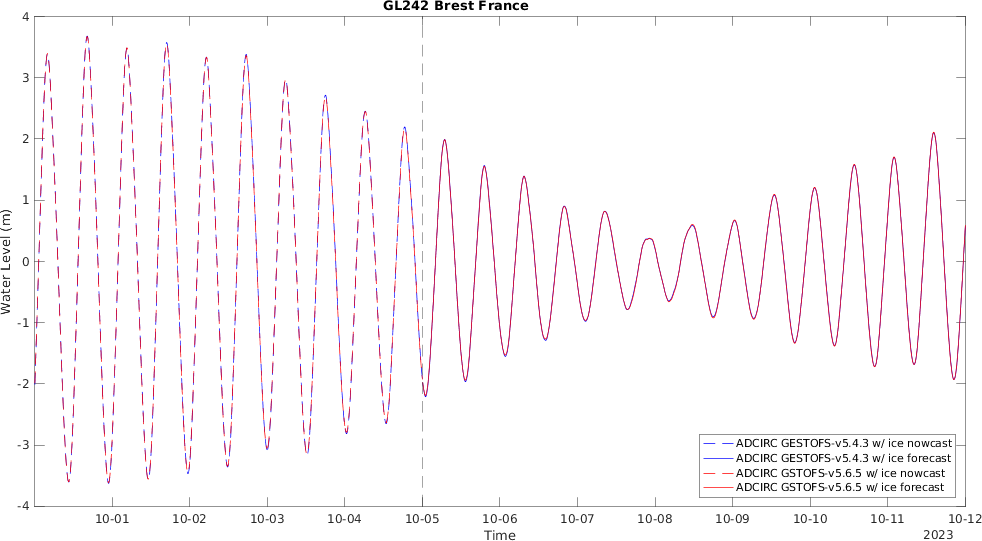 GL242 Brest France
4
3
2
1
0
-1
-2
-3
-4
Water Level (m)
ADCIRC GESTOFS-v5.4.3 w/ ice nowcast
ADCIRC GESTOFS-v5.4.3 w/ ice forecast
ADCIRC GSTOFS-v5.6.5 w/ ice nowcast
ADCIRC GSTOFS-v5.6.5 w/ ice forecast
10-01 10-02 10-03 10-04 10-05 10-06 10-07 10-08 10-09 10-10 10-11 10-12
Time
2023